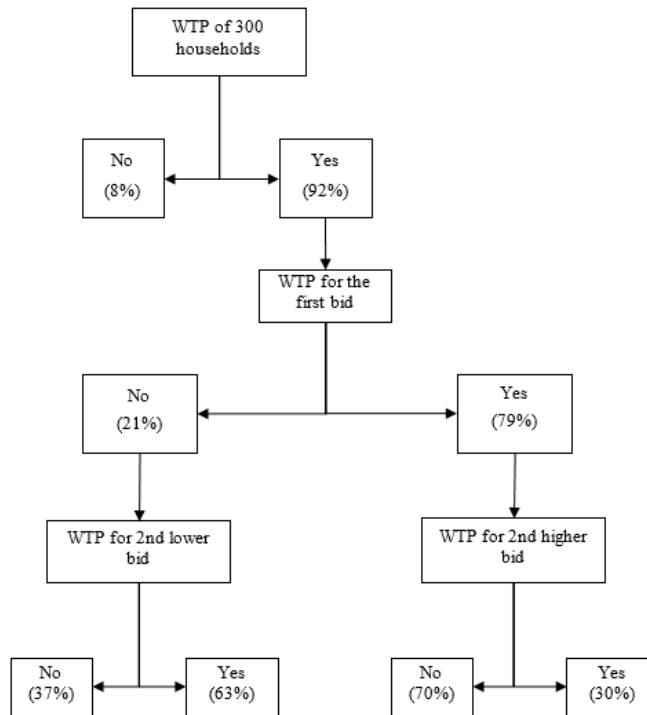 WTP of 300
households
No
(8%)
Yes
(92%)
WTP for the
first bid
No
(21%)
Yes
(79%)
WTP for 2nd lower
bid
WTP for 2nd higher
bid
No
(37%)
Yes
(63%)
No
(70%)
Yes
(30%)